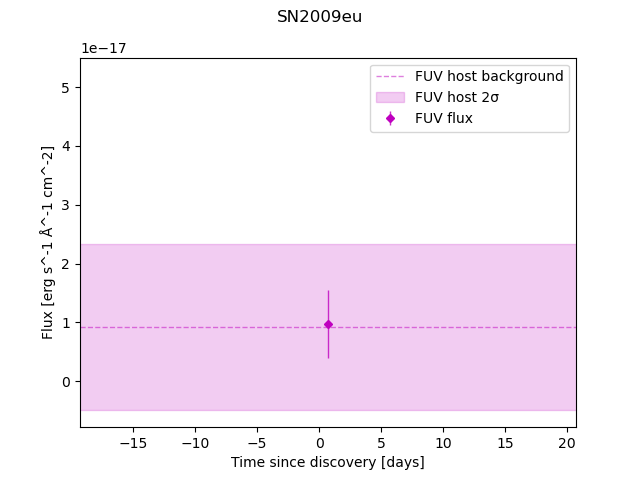 SN2009eu
1e−17
FUV host background
FUV host 2σ
FUV flux
5
4
3
2
1
0
Flux [erg s^-1 Å^-1 cm^-2]
−15
−10
−5
0
5
10
15
20
Time since discovery [days]